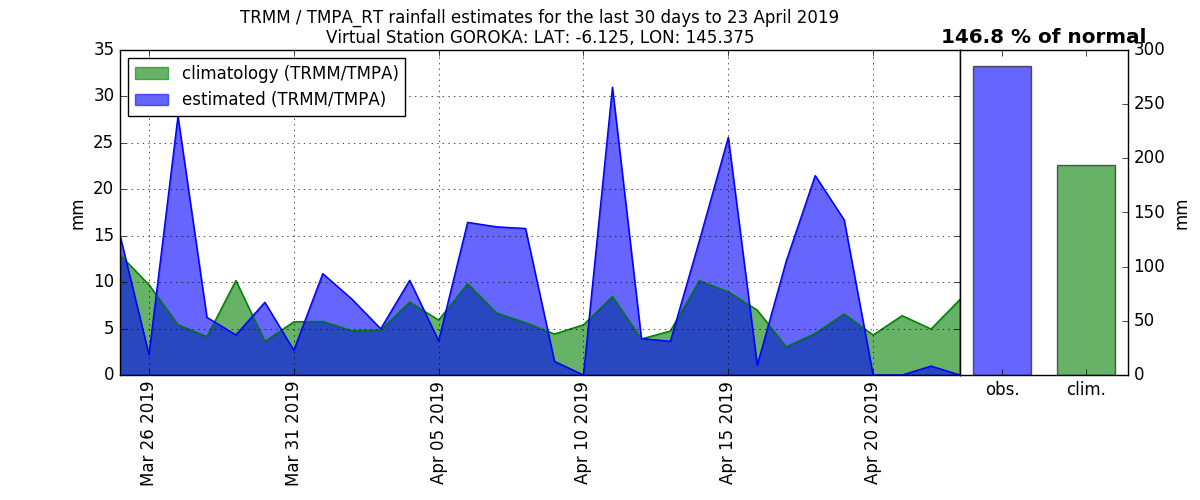 TRMM / TMPA_RT rainfall estimates for the last 30 days to 23 April 2019
Virtual Station GOROKA: LAT: -6.125, LON: 145.375
146.8 % of normal
climatology (TRMM/TMPA)
estimated (TRMM/TMPA)
mm
35
30
25
20
15
10
5
0
Mar 26 2019
Mar 31 2019
Apr 05 2019
Apr 10 2019
Apr 15 2019
Apr 20 2019
obs.
clim.
300
250
200
150
100
50
0
mm